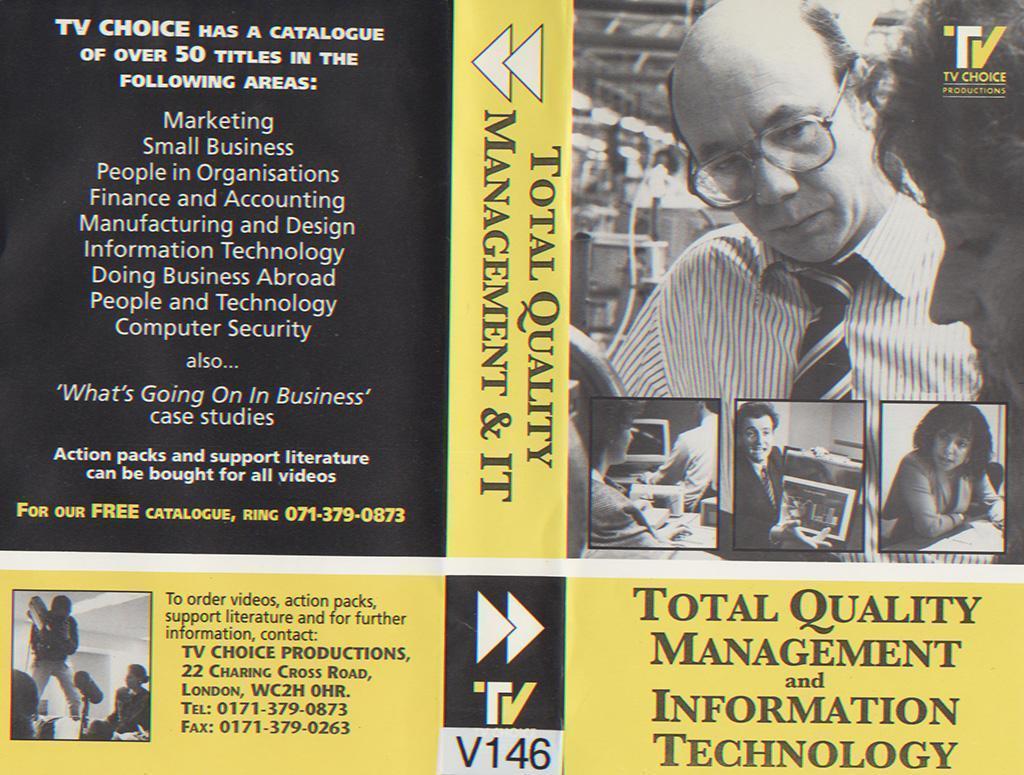 TV CHOICE HAS A CATALOGUE
OF OVER 50 TITLES IN THE
FOLLOWING AREAS:
Marketing
Small Business
People in Organisations
Finance and Accounting
Manufacturing and Design
Information Technology
Doing Business Abroad
People and Technology
Computer Security
also...
'What's Going On In Business'
case studies
Action packs and support literature
can be bought for all videos
FOR OUR FREE CATALOGUE, RING 071-379-0873
To order videos, action packs,
support literature and for further
information, contact:
TV CHOICE PRODUCTIONS,
22 CHARING CROSS ROAD,
LONDON, WC2H 0HR.
TEL: 0171-379-0873
FAX: 0171-379-0263
TOTAL QUALITY
MANAGEMENT & IT
TV
V146
TV
TV CHOICE
PRODUCTIONS
TOTAL QUALITY
MANAGEMENT
and
INFORMATION
TECHNOLOGY